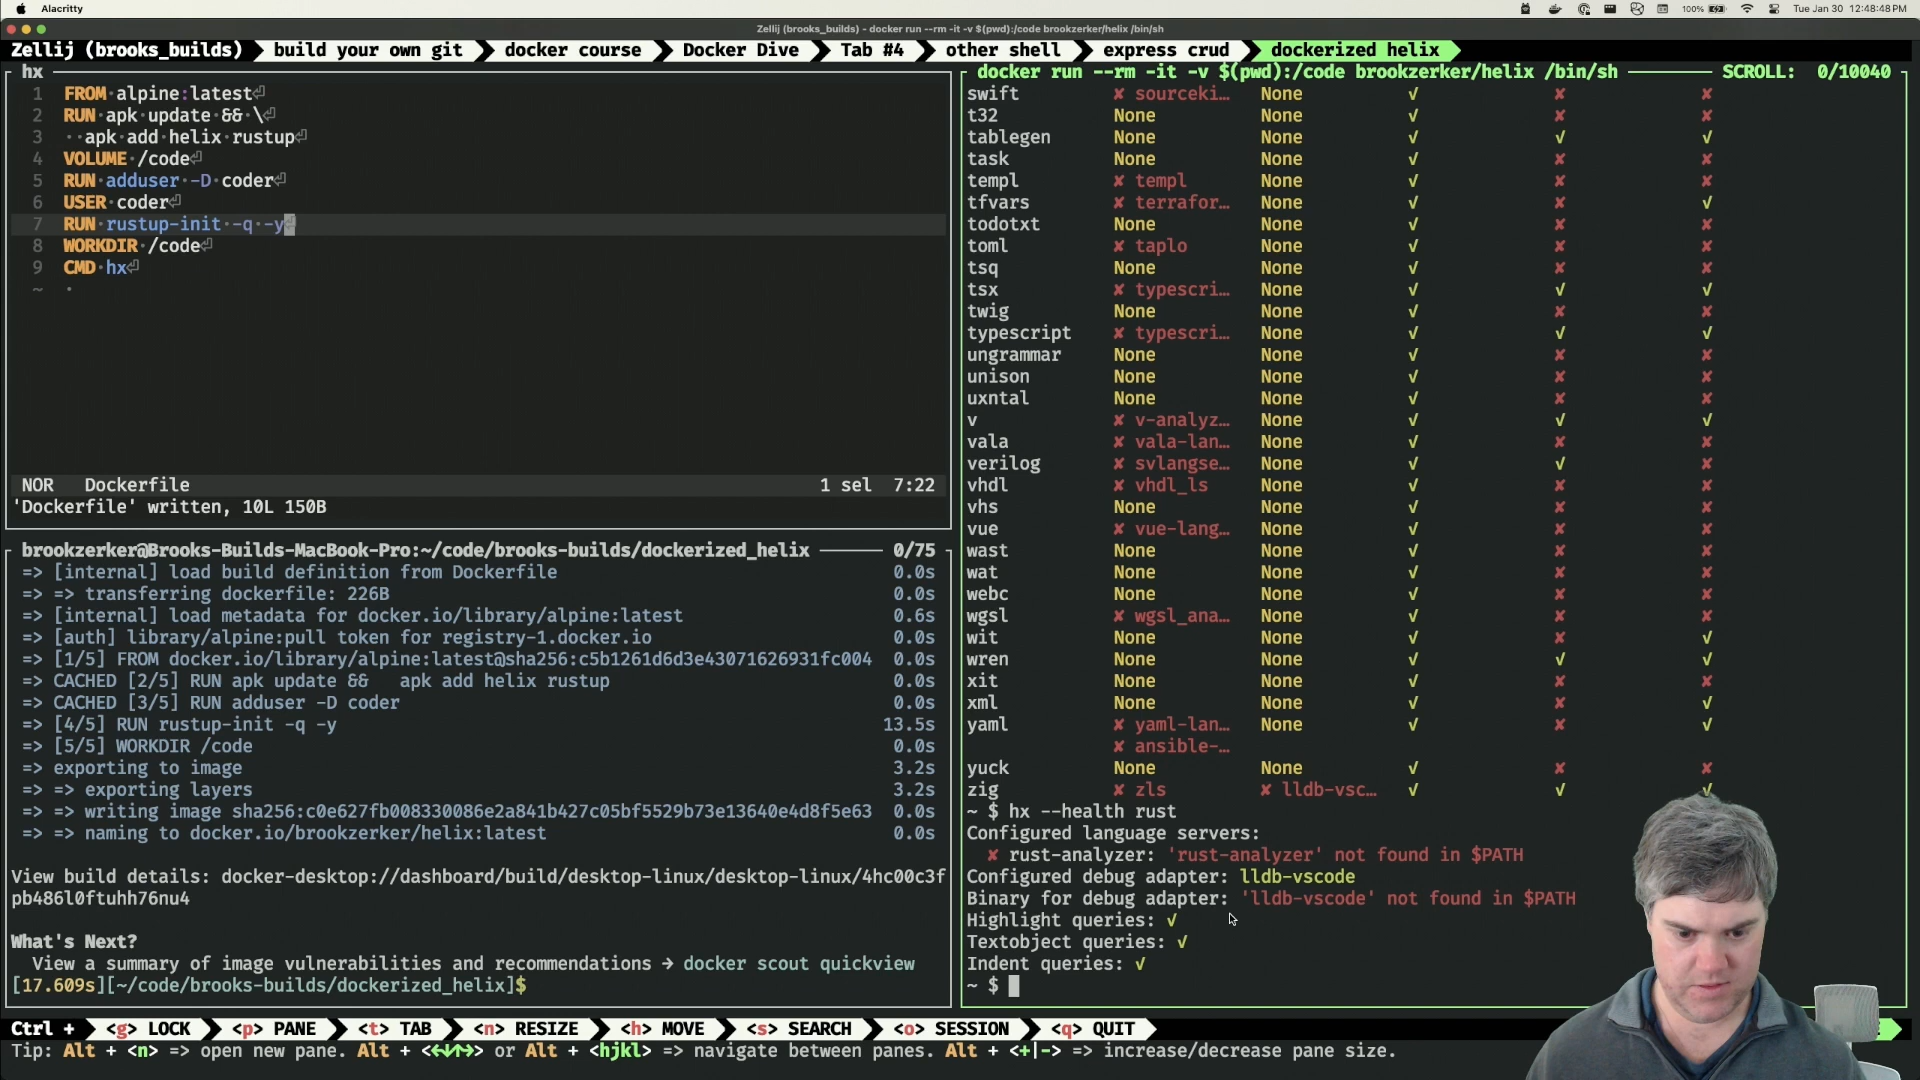 Alacritty
100%
Tue Jan 30 12:48:48 PM
Zellij (brooks_builds) - docker run --rm -it -v $(pwd):/code brookzerker/helix /bin/sh
Zellij (brooks_builds) build your own git docker course Docker Dive Tab #4 other shell express crud dockerized helix
hx
1 FROM·alpine:latest⏎
2 RUN·apk·update·&&·\⏎
3 ··apk·add·helix·rustup⏎
4 VOLUME·/code⏎
5 RUN·adduser·-D·coder⏎
6 USER·coder⏎
7 RUN·rustup-init·-q·-y⏎
8 WORKDIR·/code⏎
9 CMD·hx⏎
~ ·
NOR Dockerfile 1 sel 7:22
'Dockerfile' written, 10L 150B
brookzerker@Brooks-Builds-MacBook-Pro:~/code/brooks-builds/dockerized_helix 0/75
=> [internal] load build definition from Dockerfile 0.0s
=> => transferring dockerfile: 226B 0.0s
=> [internal] load metadata for docker.io/library/alpine:latest 0.6s
=> [auth] library/alpine:pull token for registry-1.docker.io 0.0s
=> [1/5] FROM docker.io/library/alpine:latest@sha256:c5b1261d6d3e43071626931fc004 0.0s
=> CACHED [2/5] RUN apk update && apk add helix rustup 0.0s
=> CACHED [3/5] RUN adduser -D coder 0.0s
=> [4/5] RUN rustup-init -q -y 13.5s
=> [5/5] WORKDIR /code 0.0s
=> exporting to image 3.2s
=> => exporting layers 3.2s
=> => writing image sha256:c0e627fb008330086e2a841b427c05bf5529b73e13640e4d8f5e63 0.0s
=> => naming to docker.io/brookzerker/helix:latest 0.0s
View build details: docker-desktop://dashboard/build/desktop-linux/desktop-linux/4hc00c3f
pb486l0ftuhh76nu4
What's Next?
View a summary of image vulnerabilities and recommendations → docker scout quickview
[17.609s][~/code/brooks-builds/dockerized_helix]$
docker run --rm -it -v $(pwd):/code brookzerker/helix /bin/sh SCROLL: 0/10040
swift ✘ sourceki… None √ ✘ ✘
t32 None None √ ✘ ✘
tablegen None None √ √ √
task None None √ ✘ ✘
templ ✘ templ None √ ✘ ✘
tfvars ✘ terrafor… None √ ✘ √
todotxt None None √ ✘ ✘
toml ✘ taplo None √ ✘ ✘
tsq None None √ ✘ ✘
tsx ✘ typescri… None √ √ √
twig None None √ ✘ ✘
typescript ✘ typescri… None √ √ √
ungrammar None None √ ✘ ✘
unison None None √ ✘ ✘
uxntal None None √ ✘ ✘
v ✘ v-analyz… None √ √ √
vala ✘ vala-lan… None √ ✘ ✘
verilog ✘ svlangse… None √ √ ✘
vhdl ✘ vhdl_ls None √ ✘ ✘
vhs None None √ ✘ ✘
vue ✘ vue-lang… None √ ✘ ✘
wast None None √ ✘ ✘
wat None None √ ✘ ✘
webc None None √ ✘ ✘
wgsl ✘ wgsl_ana… None √ ✘ ✘
wit None None √ ✘ √
wren None None √ √ √
xit None None √ ✘ ✘
xml None None √ ✘ √
yaml ✘ yaml-lan… None √ ✘ √
✘ ansible-…
yuck None None √ ✘ ✘
zig ✘ zls ✘ lldb-vsc… √ √ √
~ $ hx --health rust
Configured language servers:
✘ rust-analyzer: 'rust-analyzer' not found in $PATH
Configured debug adapter: lldb-vscode
Binary for debug adapter: 'lldb-vscode' not found in $PATH
Highlight queries: √
Textobject queries: √
Indent queries: √
~ $
Ctrl + <g> LOCK <p> PANE <t> TAB <n> RESIZE <h> MOVE <s> SEARCH <o> SESSION <q> QUIT
Tip: Alt + <n> => open new pane. Alt + <←↓↑→> or Alt + <hjkl> => navigate between panes. Alt + <+|-> => increase/decrease pane size.